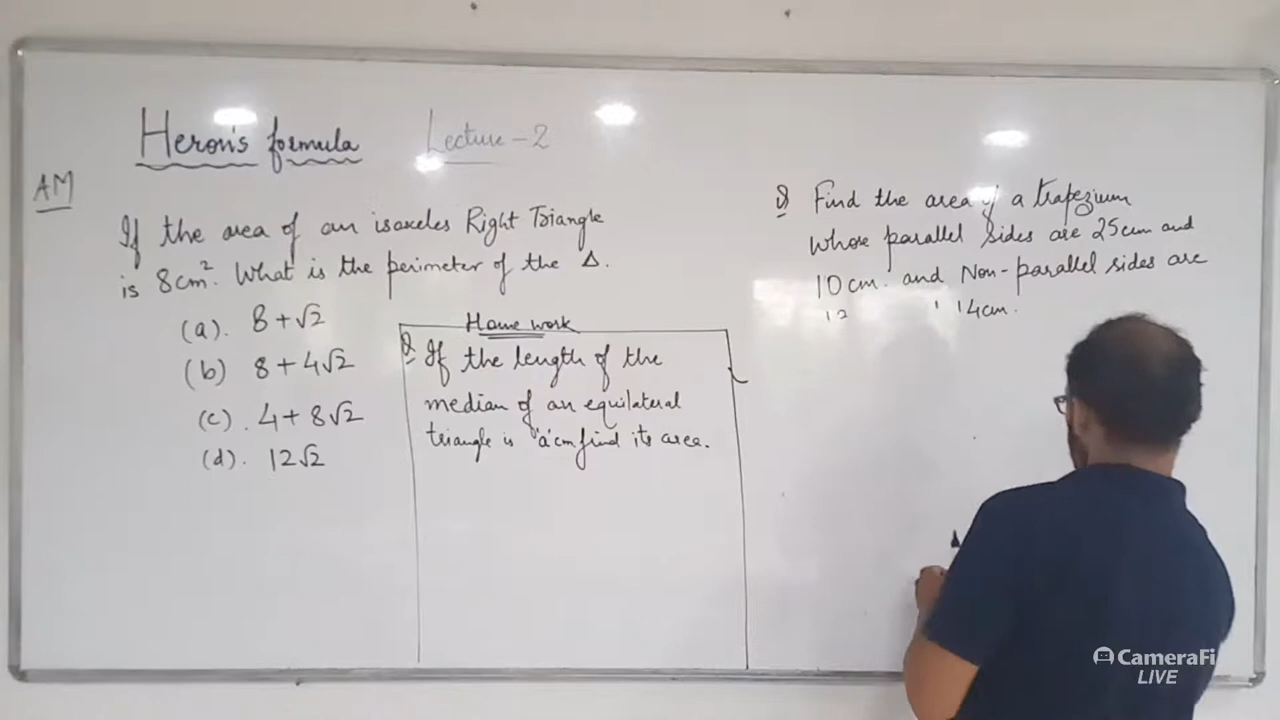 Heron's formula Lecture-2
AM
If the area of an isosceles Right Triangle
is 8cm². What is the perimeter of the Δ.
(a). 8+√2
(b) 8+4√2
(c). 4+8√2
(d). 12√2
Home work
Q If the length of the
median of an equilateral
triangle is 'a'cm find its area.
Q Find the area of a trapezium
whose parallel sides are 25cm and
10cm. and Non-parallel sides are
14cm.
CameraFi
LIVE